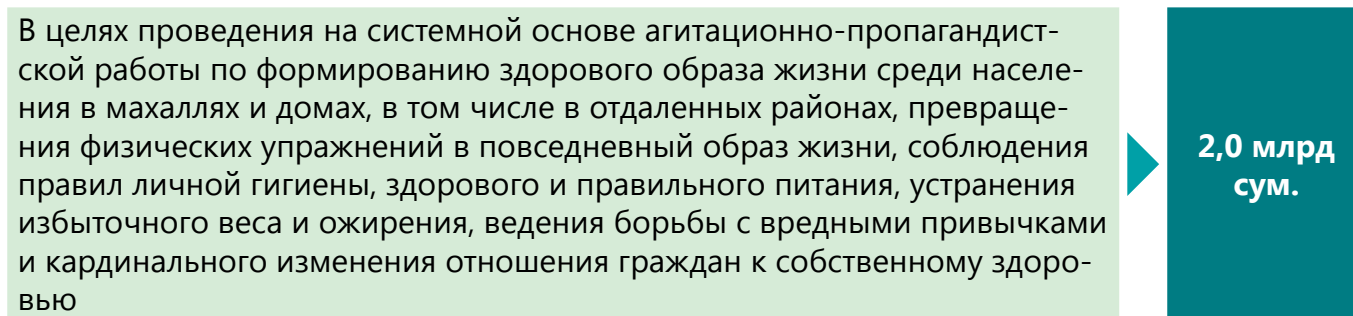 В целях проведения на системной основе агитационно-пропагандист-
ской работы по формированию здорового образа жизни среди населе-
ния в махаллях и домах, в том числе в отдаленных районах, превраще-
ния физических упражнений в повседневный образ жизни, соблюдения
правил личной гигиены, здорового и правильного питания, устранения
избыточного веса и ожирения, ведения борьбы с вредными привычками
и кардинального изменения отношения граждан к собственному здоро-
вью
2,0 млрд
сум.